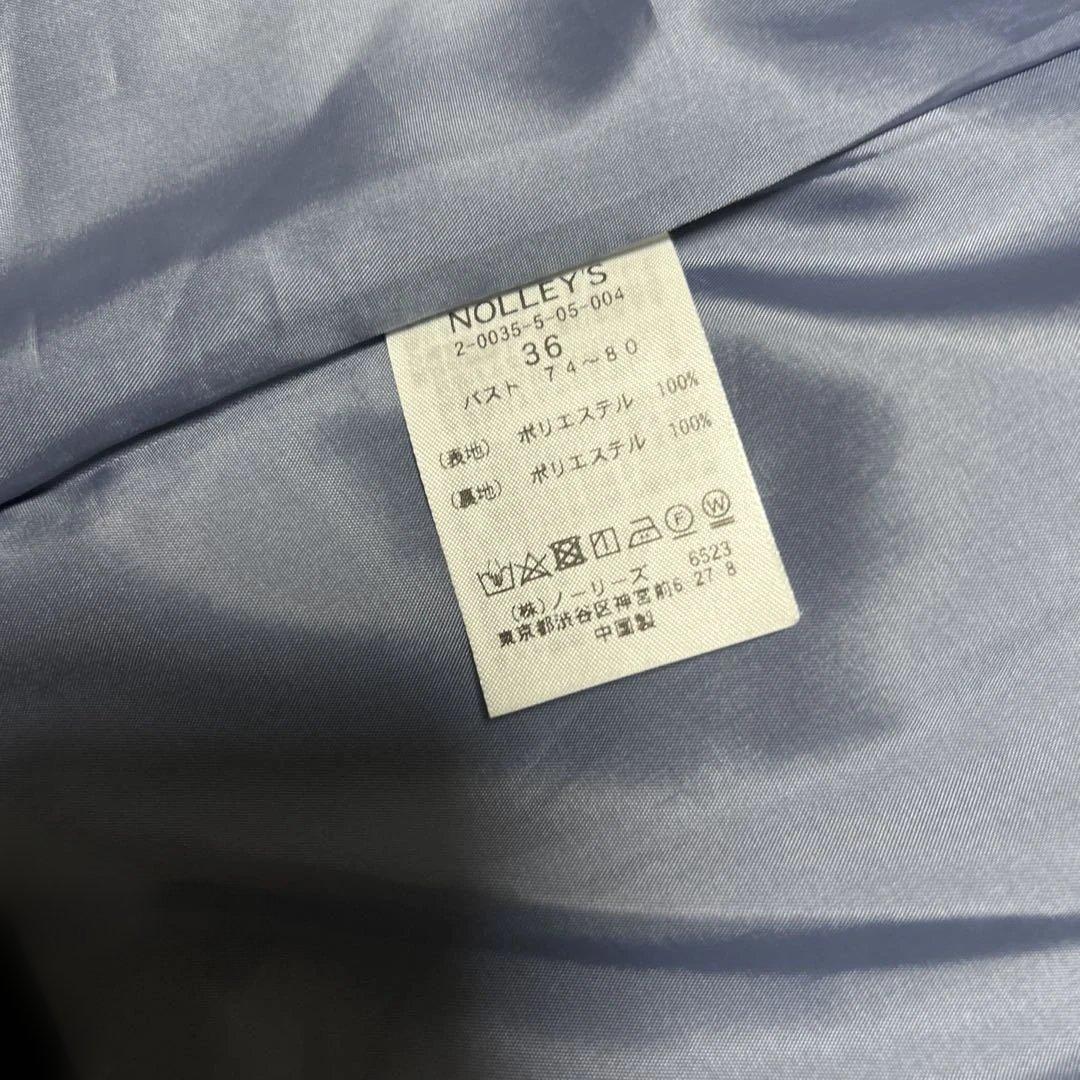 NOLLEY'S
2-0035-5-05-004
36
バスト 74~80
(表地) ポリエステル 100%
(裏地) ポリエステル 100%
F W
(株)ノーリーズ 6523
東京都渋谷区神宮前6 27 8
中国製